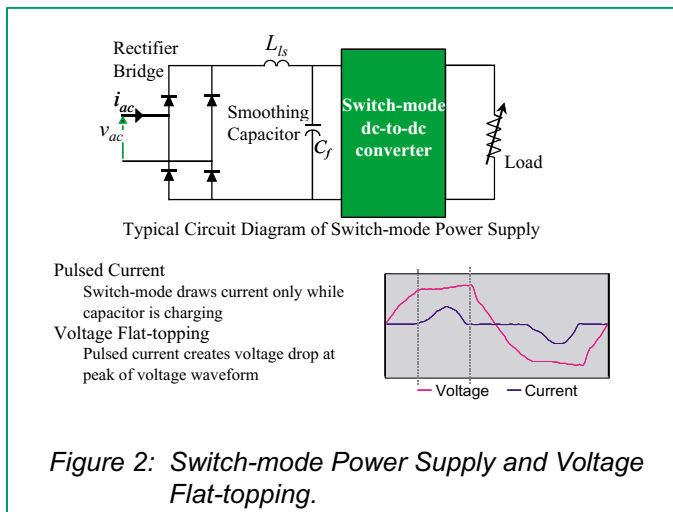 Rectifier
Bridge
L_ls
i_ac
v_ac
Smoothing
Capacitor
C_f
Switch-mode
dc-to-dc
converter
Load
Typical Circuit Diagram of Switch-mode Power Supply
Pulsed Current
Switch-mode draws current only while
capacitor is charging
Voltage Flat-topping
Pulsed current creates voltage drop at
peak of voltage waveform
Voltage Current
Figure 2: Switch-mode Power Supply and Voltage
Flat-topping.